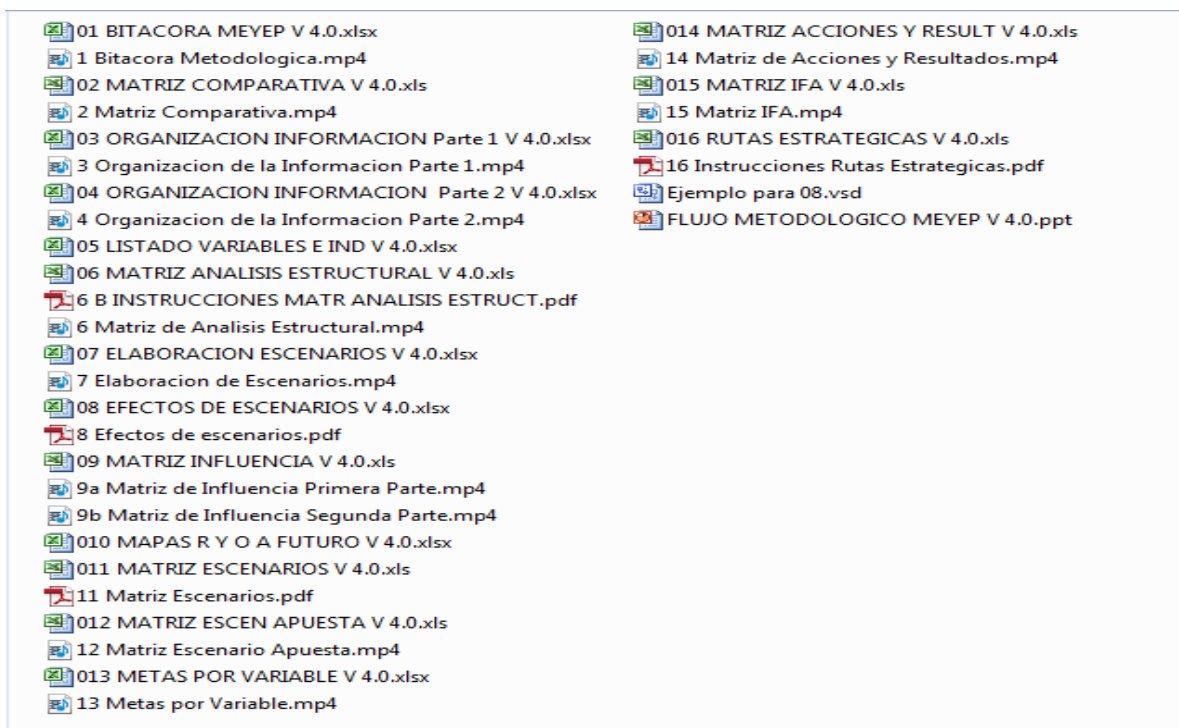 01 BITACORA MEYEP V 4.0.xlsx
1 Bitacora Metodologica.mp4
02 MATRIZ COMPARATIVA V 4.0.xls
2 Matriz Comparativa.mp4
03 ORGANIZACION INFORMACION Parte 1 V 4.0.xlsx
3 Organizacion de la Informacion Parte 1.mp4
04 ORGANIZACION INFORMACION  Parte 2 V 4.0.xlsx
4 Organizacion de la Informacion Parte 2.mp4
05 LISTADO VARIABLES E IND V 4.0.xlsx
06 MATRIZ ANALISIS ESTRUCTURAL V 4.0.xls
6 B INSTRUCCIONES MATR ANALISIS ESTRUCT.pdf
6 Matriz de Analisis Estructural.mp4
07 ELABORACION ESCENARIOS V 4.0.xlsx
7 Elaboracion de Escenarios.mp4
08 EFECTOS DE ESCENARIOS V 4.0.xlsx
8 Efectos de escenarios.pdf
09 MATRIZ INFLUENCIA V 4.0.xls
9a Matriz de Influencia Primera Parte.mp4
9b Matriz de Influencia Segunda Parte.mp4
010 MAPAS R Y O A FUTURO V 4.0.xlsx
011 MATRIZ ESCENARIOS V 4.0.xls
11 Matriz Escenarios.pdf
012 MATRIZ ESCEN APUESTA V 4.0.xls
12 Matriz Escenario Apuesta.mp4
013 METAS POR VARIABLE V 4.0.xlsx
13 Metas por Variable.mp4
014 MATRIZ ACCIONES Y RESULT V 4.0.xls
14 Matriz de Acciones y Resultados.mp4
015 MATRIZ IFA V 4.0.xls
15 Matriz IFA.mp4
016 RUTAS ESTRATEGICAS V 4.0.xls
16 Instrucciones Rutas Estrategicas.pdf
Ejemplo para 08.vsd
FLUJO METODOLOGICO MEYEP V 4.0.ppt